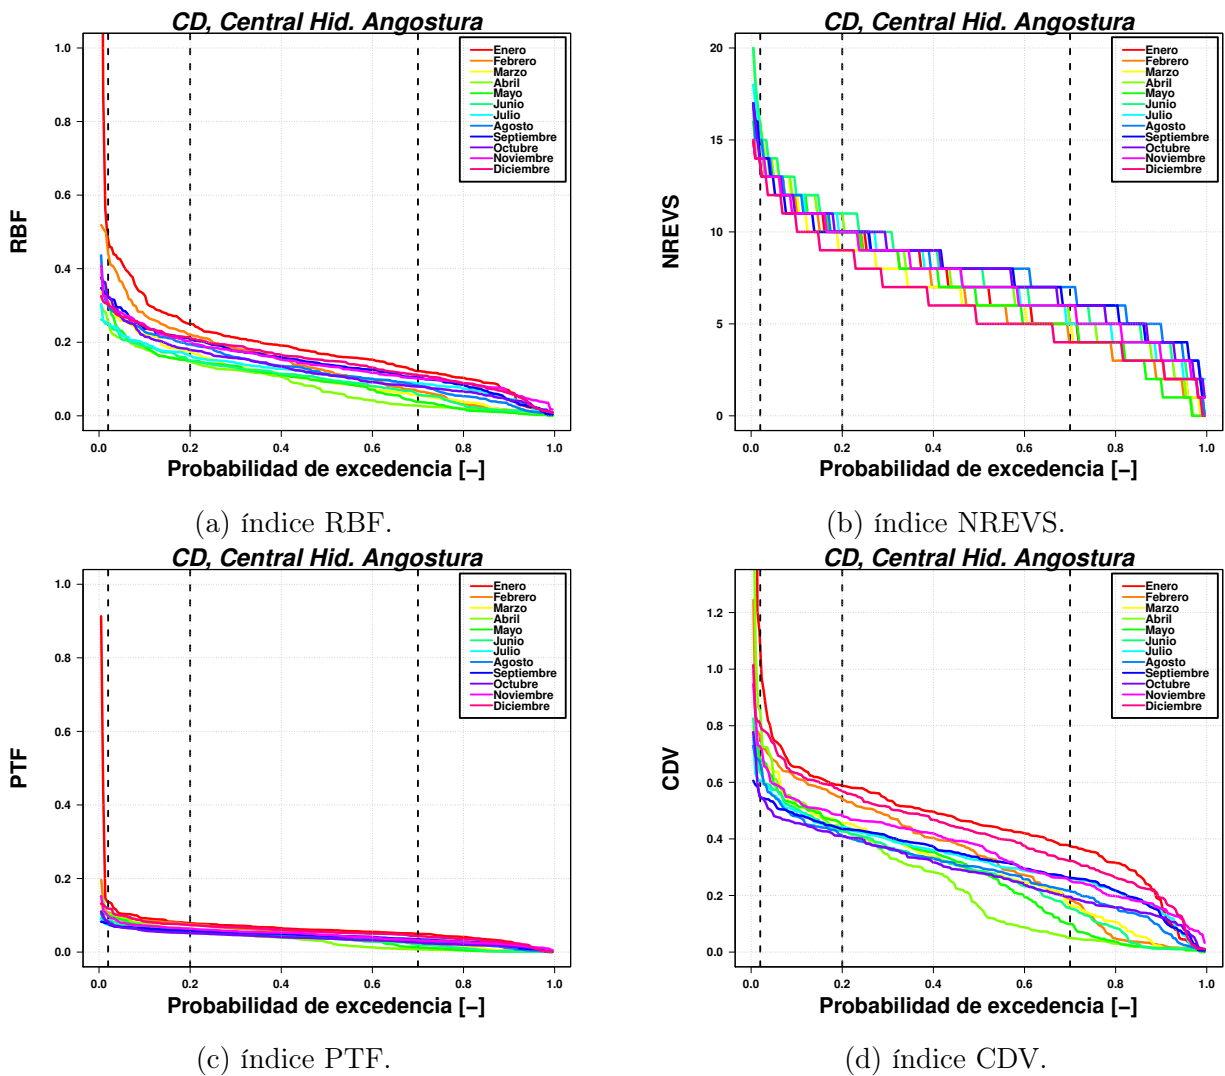 CD, Central Hid. Angostura
RBF
1.0
0.8
0.6
0.4
0.2
0.0
Enero
Febrero
Marzo
Abril
Mayo
Junio
Julio
Agosto
Septiembre
Octubre
Noviembre
Diciembre
0.0 0.2 0.4 0.6 0.8 1.0
Probabilidad de excedencia [−]
(a) índice RBF.
CD, Central Hid. Angostura
NREVS
20
15
10
5
0
Enero
Febrero
Marzo
Abril
Mayo
Junio
Julio
Agosto
Septiembre
Octubre
Noviembre
Diciembre
0.0 0.2 0.4 0.6 0.8 1.0
Probabilidad de excedencia [−]
(b) índice NREVS.
CD, Central Hid. Angostura
PTF
1.0
0.8
0.6
0.4
0.2
0.0
Enero
Febrero
Marzo
Abril
Mayo
Junio
Julio
Agosto
Septiembre
Octubre
Noviembre
Diciembre
0.0 0.2 0.4 0.6 0.8 1.0
Probabilidad de excedencia [−]
(c) índice PTF.
CD, Central Hid. Angostura
CDV
1.2
1.0
0.8
0.6
0.4
0.2
0.0
Enero
Febrero
Marzo
Abril
Mayo
Junio
Julio
Agosto
Septiembre
Octubre
Noviembre
Diciembre
0.0 0.2 0.4 0.6 0.8 1.0
Probabilidad de excedencia [−]
(d) índice CDV.